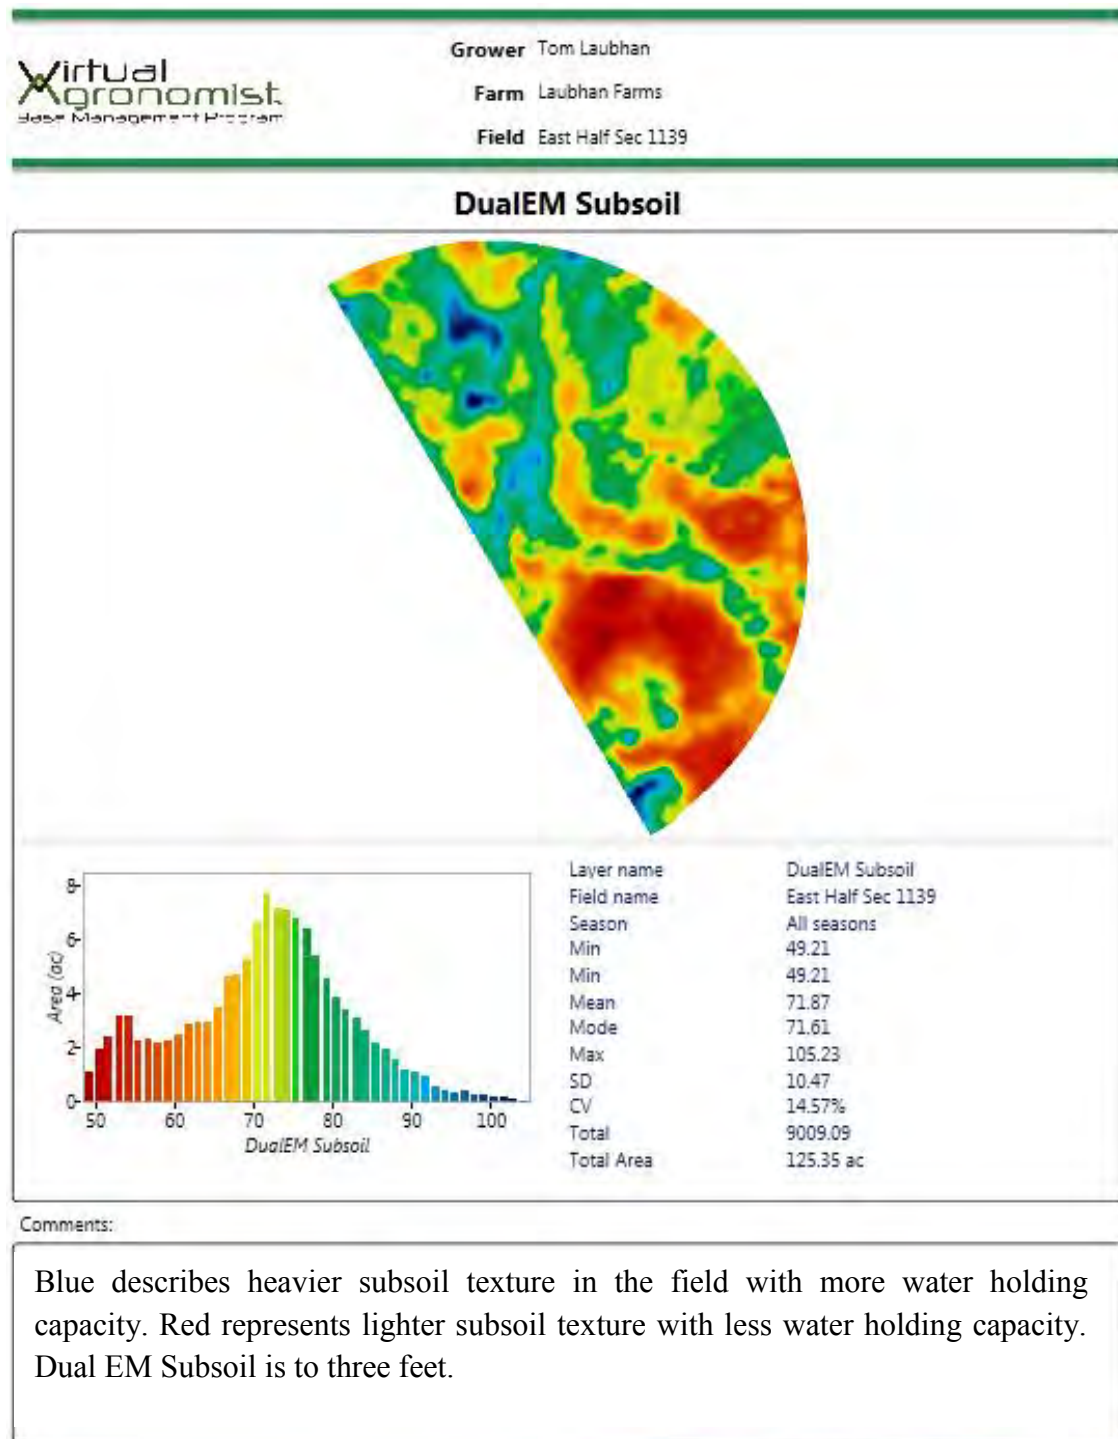 Virtual
Agronomist
Base Management Program
Grower Tom Laubhan
Farm Laubhan Farms
Field East Half Sec 1139
DualEM Subsoil
8
6
4
2
0
Area (ac)
50 60 70 80 90 100
DualEM Subsoil
Layer name DualEM Subsoil
Field name East Half Sec 1139
Season All seasons
Min 49.21
Min 49.21
Mean 71.87
Mode 71.61
Max 105.23
SD 10.47
CV 14.57%
Total 9009.09
Total Area 125.35 ac
Comments:
Blue describes heavier subsoil texture in the field with more water holding
capacity. Red represents lighter subsoil texture with less water holding capacity.
Dual EM Subsoil is to three feet.